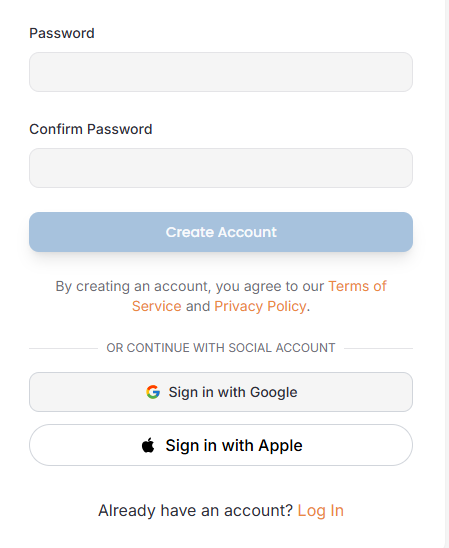 Password
Confirm Password
Create Account
By creating an account, you agree to our Terms of
Service and Privacy Policy.
OR CONTINUE WITH SOCIAL ACCOUNT
Sign in with Google
Sign in with Apple
Already have an account? Log In